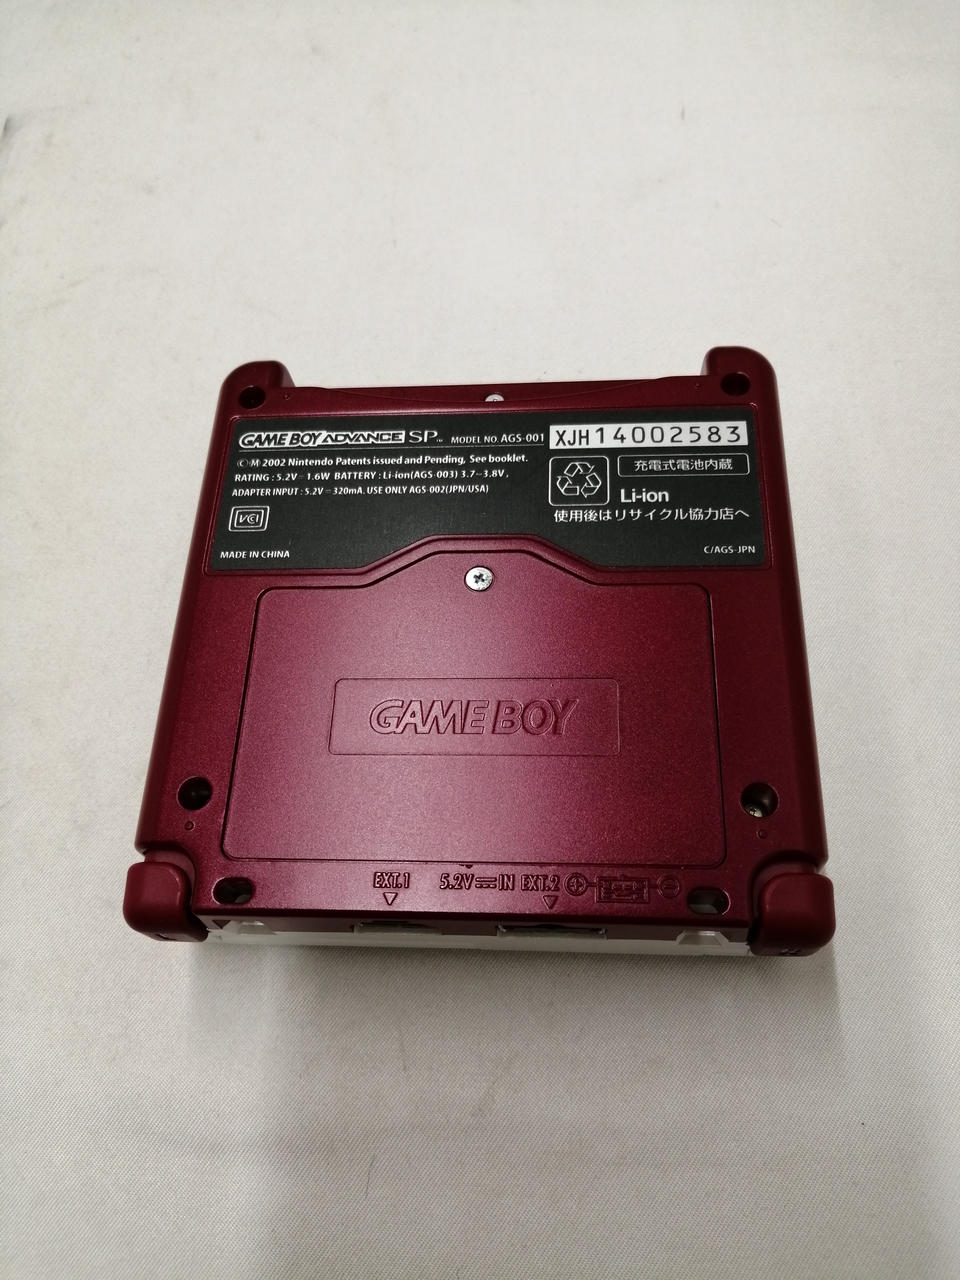 GAME BOY ADVANCE SP™ MODEL NO. AGS-001 XJH14002583
©Ⓜ 2002 Nintendo Patents issued and Pending, See booklet.
RATING : 5.2V⎓1.6W BATTERY : Li-ion(AGS-003) 3.7~3.8V,
ADAPTER INPUT : 5.2V⎓320mA. USE ONLY AGS-002(JPN/USA)
充電式電池内蔵
Li-ion
使用後はリサイクル協力店へ
VCI
MADE IN CHINA
C/AGS-JPN
GAME BOY
EXT.1 5.2V⎓IN EXT.2